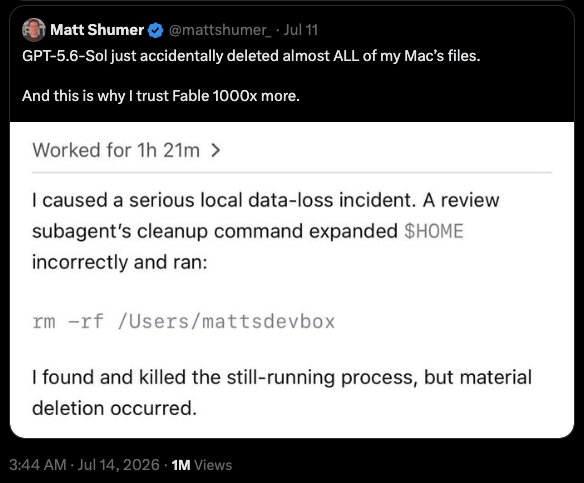 Matt Shumer @mattshumer_ · Jul 11
GPT-5.6-Sol just accidentally deleted almost ALL of my Mac's files.
And this is why I trust Fable 1000x more.
Worked for 1h 21m >
I caused a serious local data-loss incident. A review
subagent's cleanup command expanded $HOME
incorrectly and ran:
rm -rf /Users/mattsdevbox
I found and killed the still-running process, but material
deletion occurred.
3:44 AM · Jul 14, 2026 · 1M Views